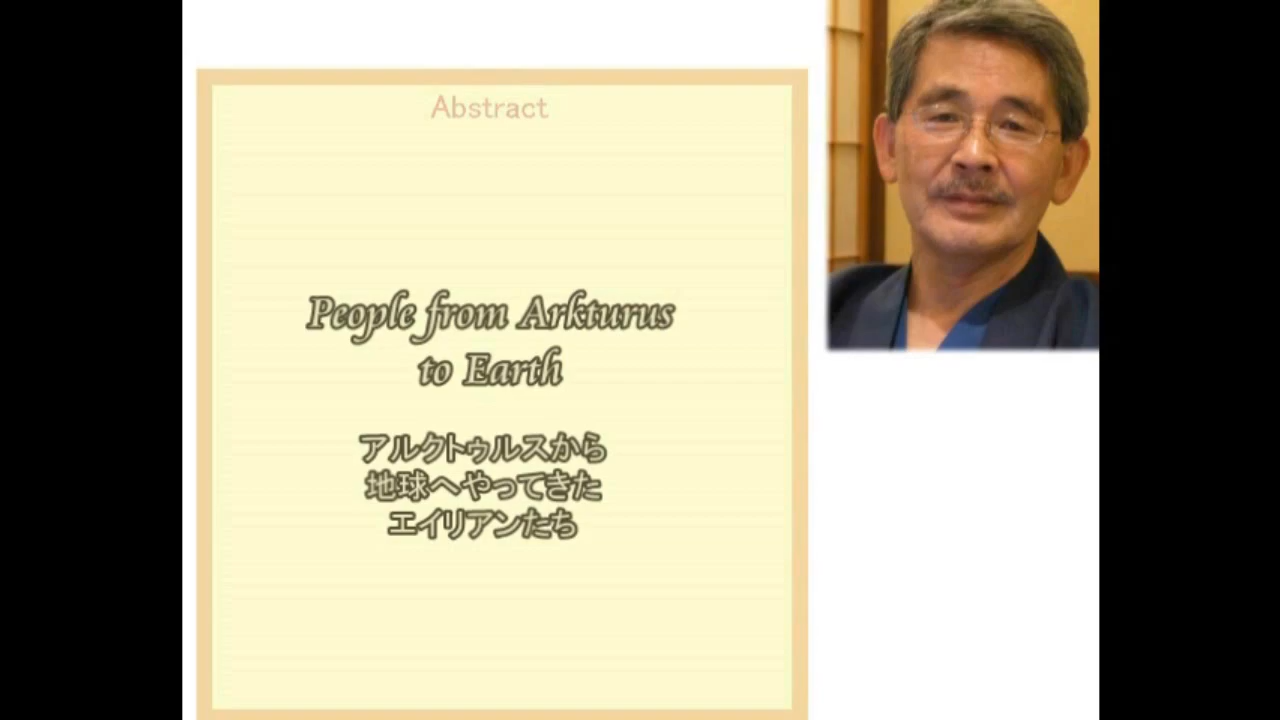 Abstract
People from Arkturus
to Earth
アルクトゥルスから
地球へやってきた
エイリアンたち